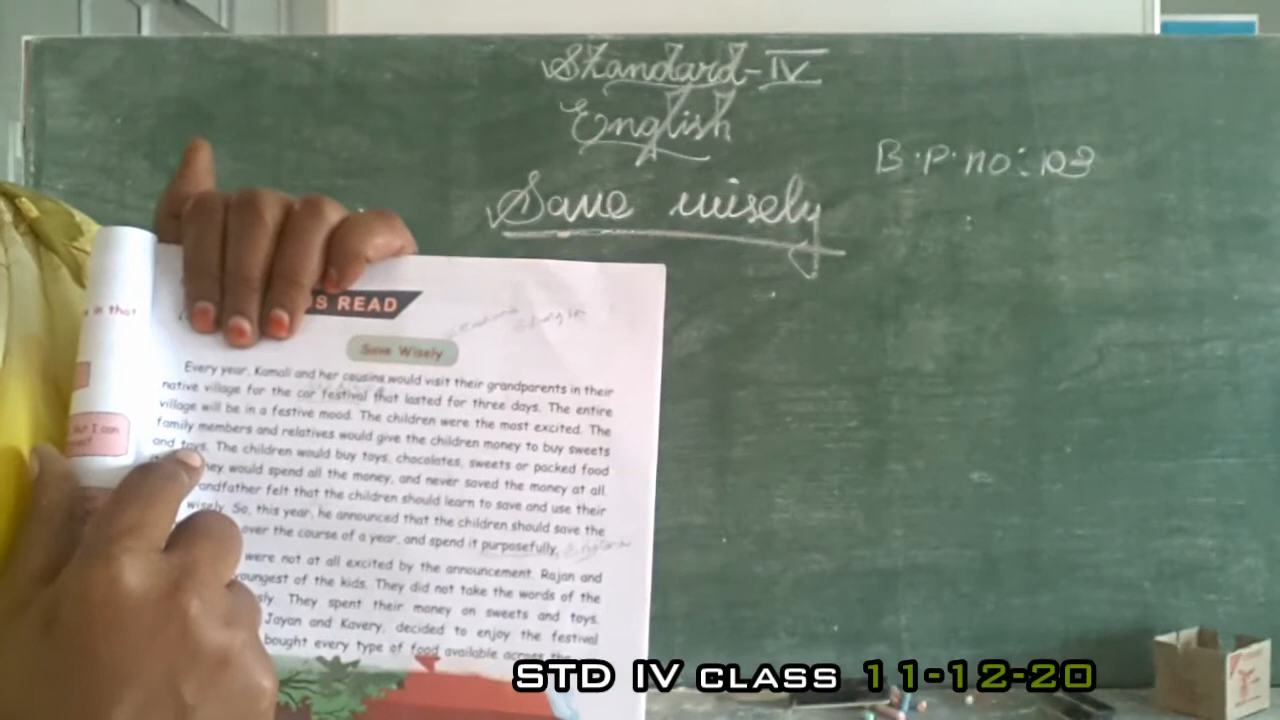 Standard-IV
English
B.P. no: 103
Save wisely
s in that
But I can
DS READ
Save Wisely
Every year, Kamali and her cousins would visit their grandparents in their
native village for the car festival that lasted for three days. The entire
village will be in a festive mood. The children were the most excited. The
family members and relatives would give the children money to buy sweets
and toys. The children would buy toys, chocolates, sweets or packed food
hey would spend all the money, and never saved the money at all.
andfather felt that the children should learn to save and use their
wisely. So, this year, he announced that the children should save the
over the course of a year, and spend it purposefully.
were not at all excited by the announcement. Rajan and
oungest of the kids. They did not take the words of the
sly. They spent their money on sweets and toys.
Jayan and Kavery, decided to enjoy the festival
bought every type of food available across the
STD IV CLASS 11-12-20